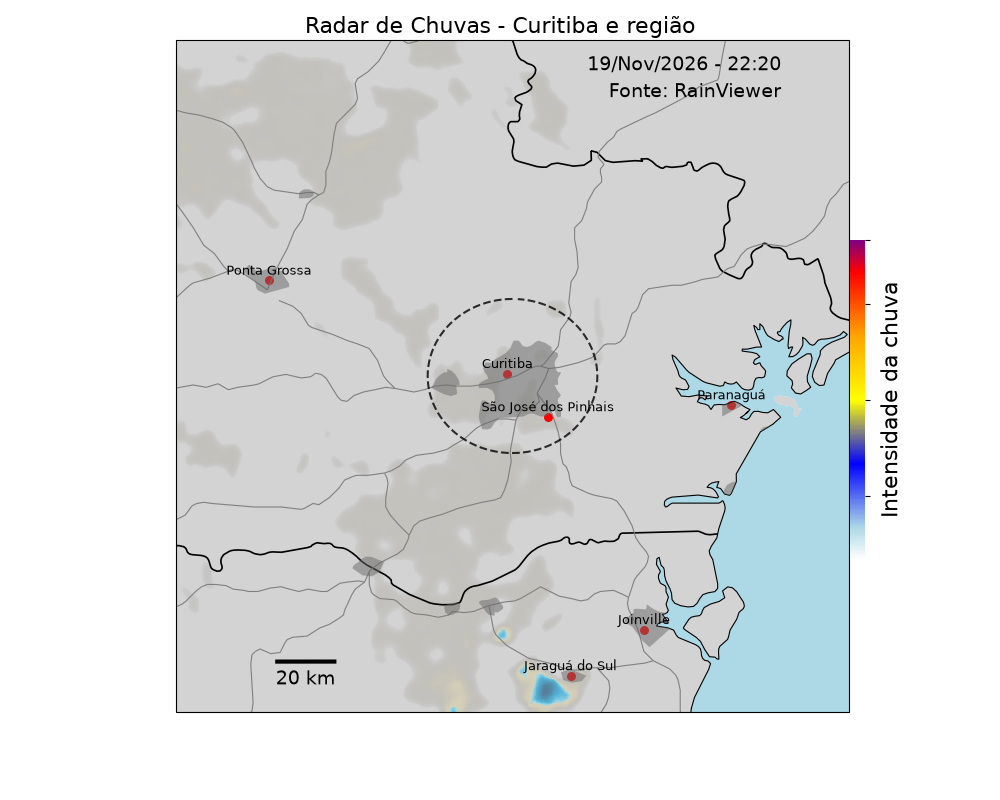 Radar de Chuvas - Curitiba e região
19/Nov/2026 - 22:20
Fonte: RainViewer
Ponta Grossa
Curitiba
São José dos Pinhais
Paranaguá
Joinville
Jaraguá do Sul
20 km
Intensidade da chuva